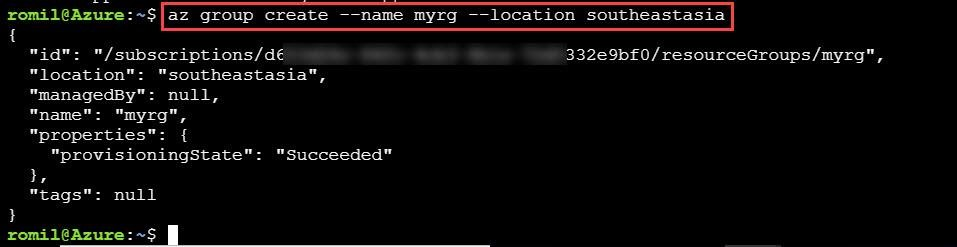 romil@Azure:~$ az group create --name myrg --location southeastasia
{
  "id": "/subscriptions/d6 332e9bf0/resourceGroups/myrg",
  "location": "southeastasia",
  "managedBy": null,
  "name": "myrg",
  "properties": {
    "provisioningState": "Succeeded"
  },
  "tags": null
}
romil@Azure:~$